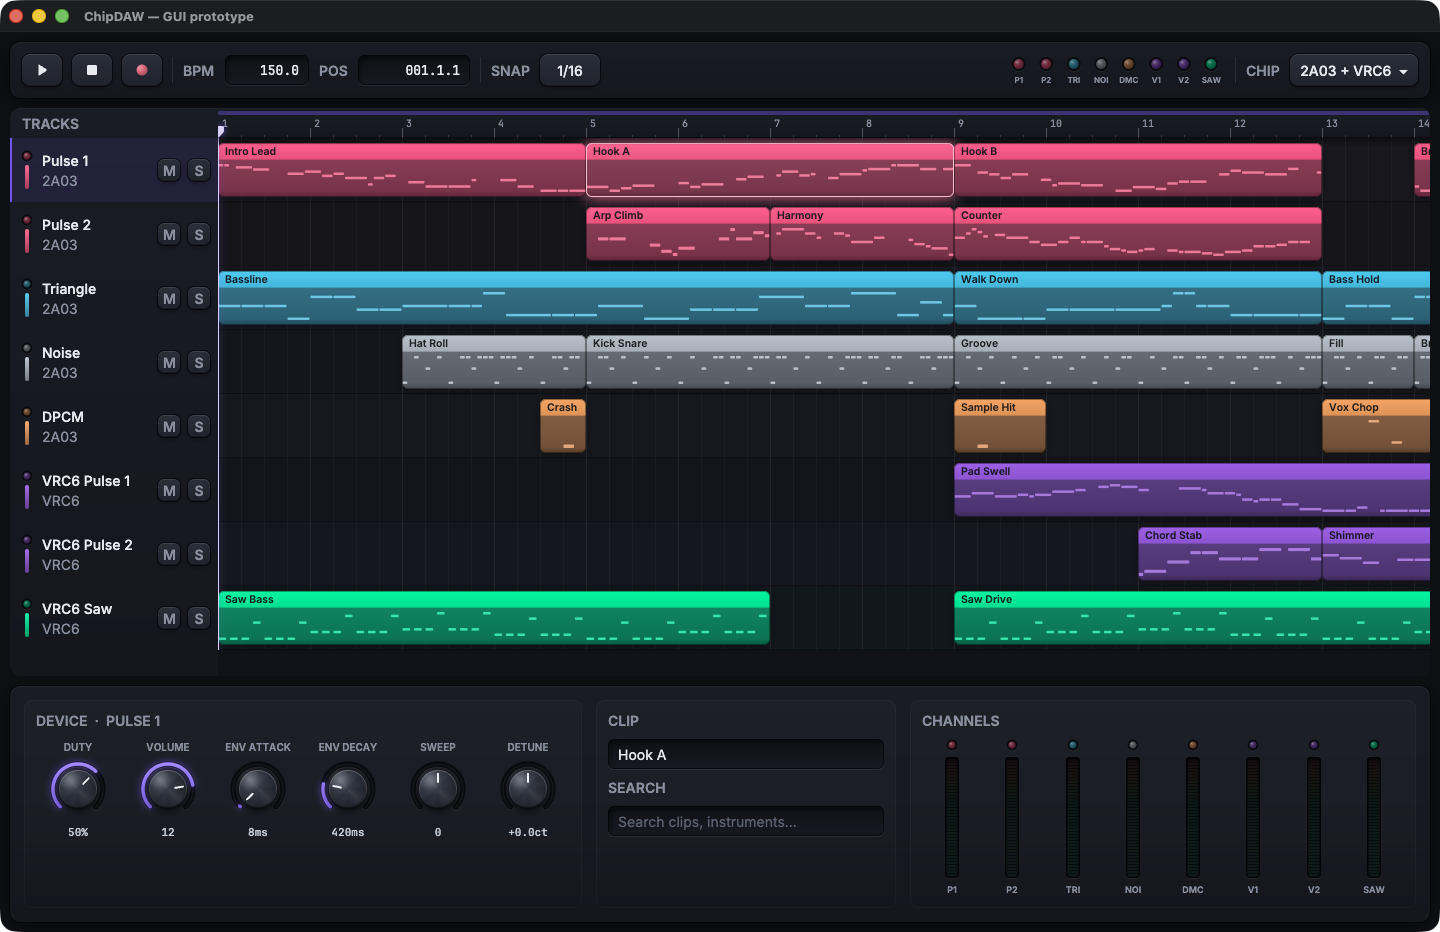 ChipDAW — GUI prototype
BPM 150.0 POS 001.1.1 SNAP 1/16
P1 P2 TRI NOI DMC V1 V2 SAW
CHIP 2A03 + VRC6
TRACKS
1 2 3 4 5 6 7 8 9 10 11 12 13 14
Pulse 1
2A03
M S
Intro Lead Hook A Hook B
Pulse 2
2A03
M S
Arp Climb Harmony Counter
Triangle
2A03
M S
Bassline Walk Down Bass Hold
Noise
2A03
M S
Hat Roll Kick Snare Groove Fill
DPCM
2A03
M S
Crash Sample Hit Vox Chop
VRC6 Pulse 1
VRC6
M S
Pad Swell
VRC6 Pulse 2
VRC6
M S
Chord Stab Shimmer
VRC6 Saw
VRC6
M S
Saw Bass Saw Drive
DEVICE · PULSE 1
DUTY VOLUME ENV ATTACK ENV DECAY SWEEP DETUNE
50% 12 8ms 420ms 0 +0.0ct
CLIP
Hook A
SEARCH
Search clips, instruments...
CHANNELS
P1 P2 TRI NOI DMC V1 V2 SAW